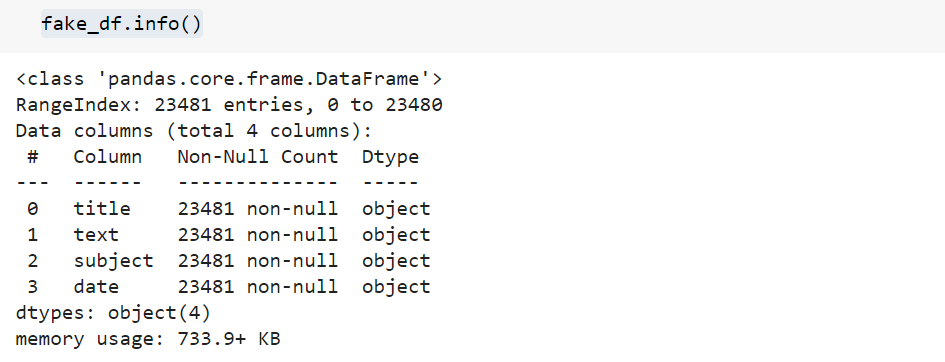 fake_df.info()
<class 'pandas.core.frame.DataFrame'>
RangeIndex: 23481 entries, 0 to 23480
Data columns (total 4 columns):
 #   Column   Non-Null Count  Dtype
---  ------   --------------  -----
 0   title    23481 non-null  object
 1   text     23481 non-null  object
 2   subject  23481 non-null  object
 3   date     23481 non-null  object
dtypes: object(4)
memory usage: 733.9+ KB